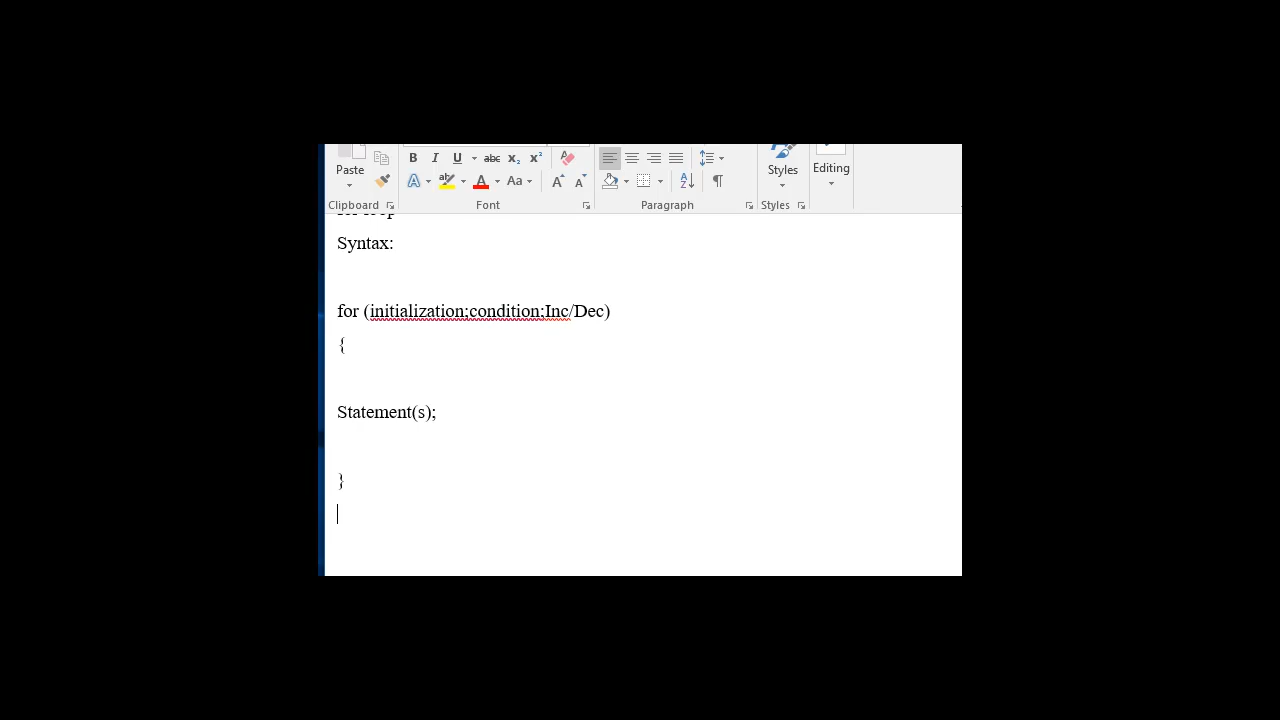 Paste
B I U abc x₂ x²
A A Aa A A
Styles
Editing
Clipboard Font Paragraph Styles
Syntax:
for (initialization;condition;Inc/Dec)
{
Statement(s);
}